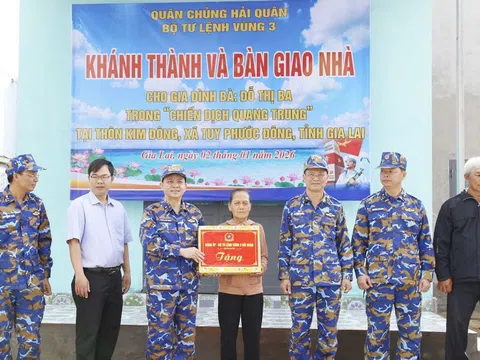 QUÂN CHỦNG HẢI QUÂN
BỘ TƯ LỆNH VÙNG 3
KHÁNH THÀNH VÀ BÀN GIAO NHÀ
CHO GIA ĐÌNH BÀ: ĐỖ THỊ BA
TRONG "CHIẾN DỊCH QUANG TRUNG"
TẠI THÔN KIM ĐÔNG, XÃ TUY PHƯỚC ĐÔNG, TỈNH GIA LAI
Gia Lai, ngày 02 tháng 01 năm 2026
Tặng